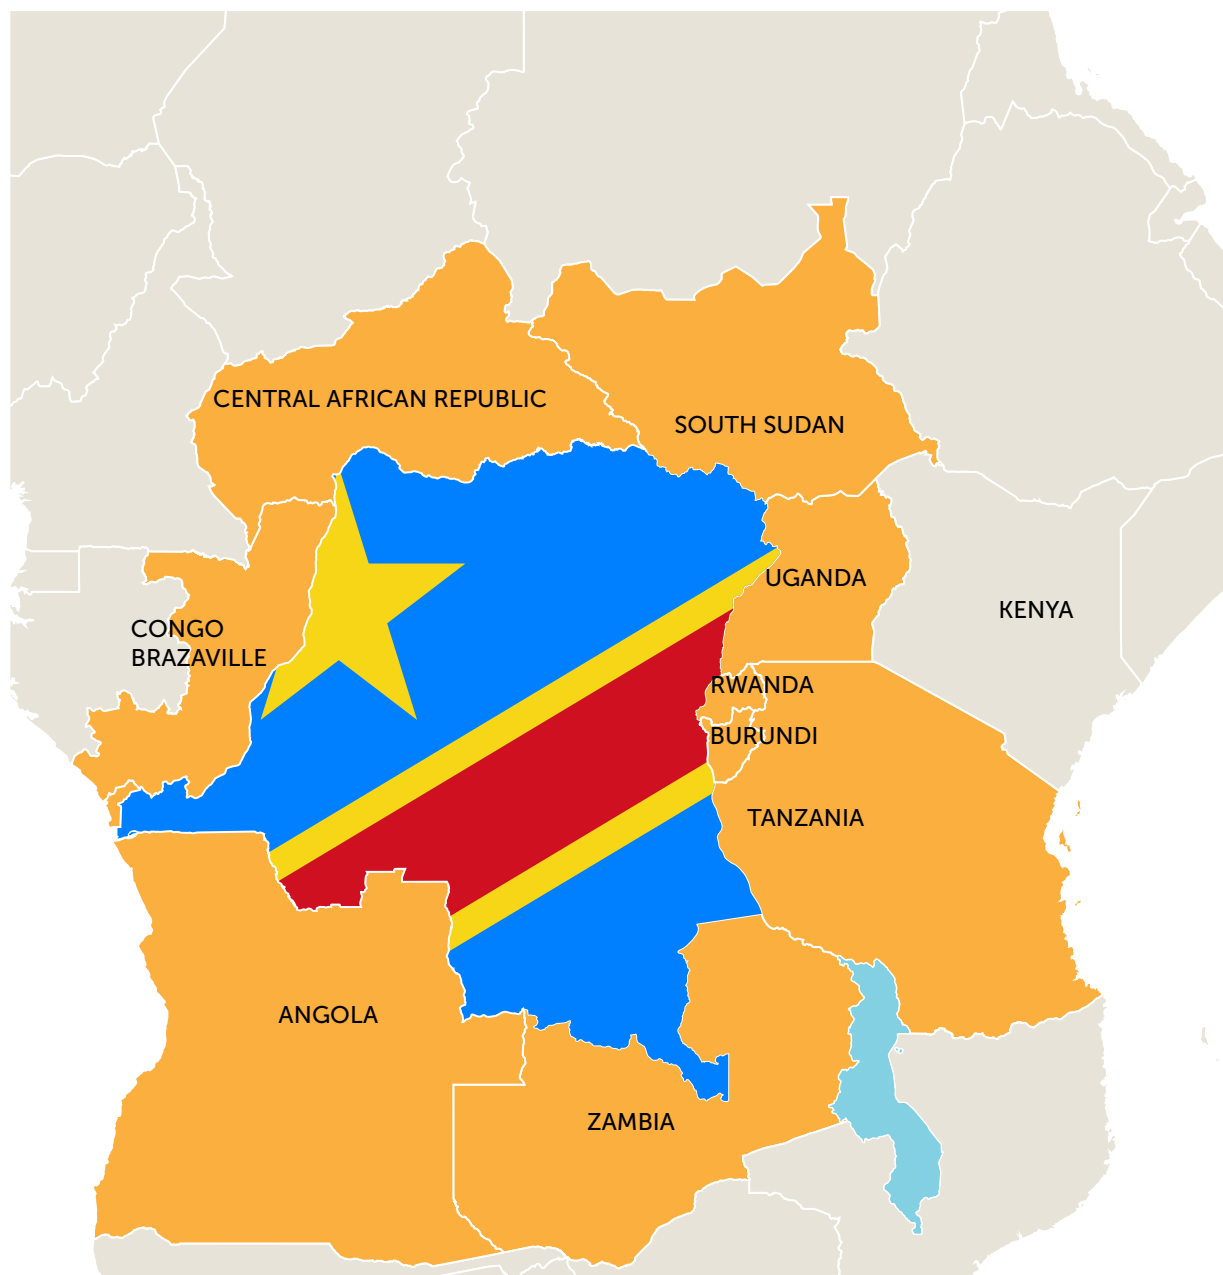 CENTRAL AFRICAN REPUBLIC
SOUTH SUDAN
UGANDA
KENYA
CONGO
BRAZAVILLE
RWANDA
BURUNDI
TANZANIA
ANGOLA
ZAMBIA